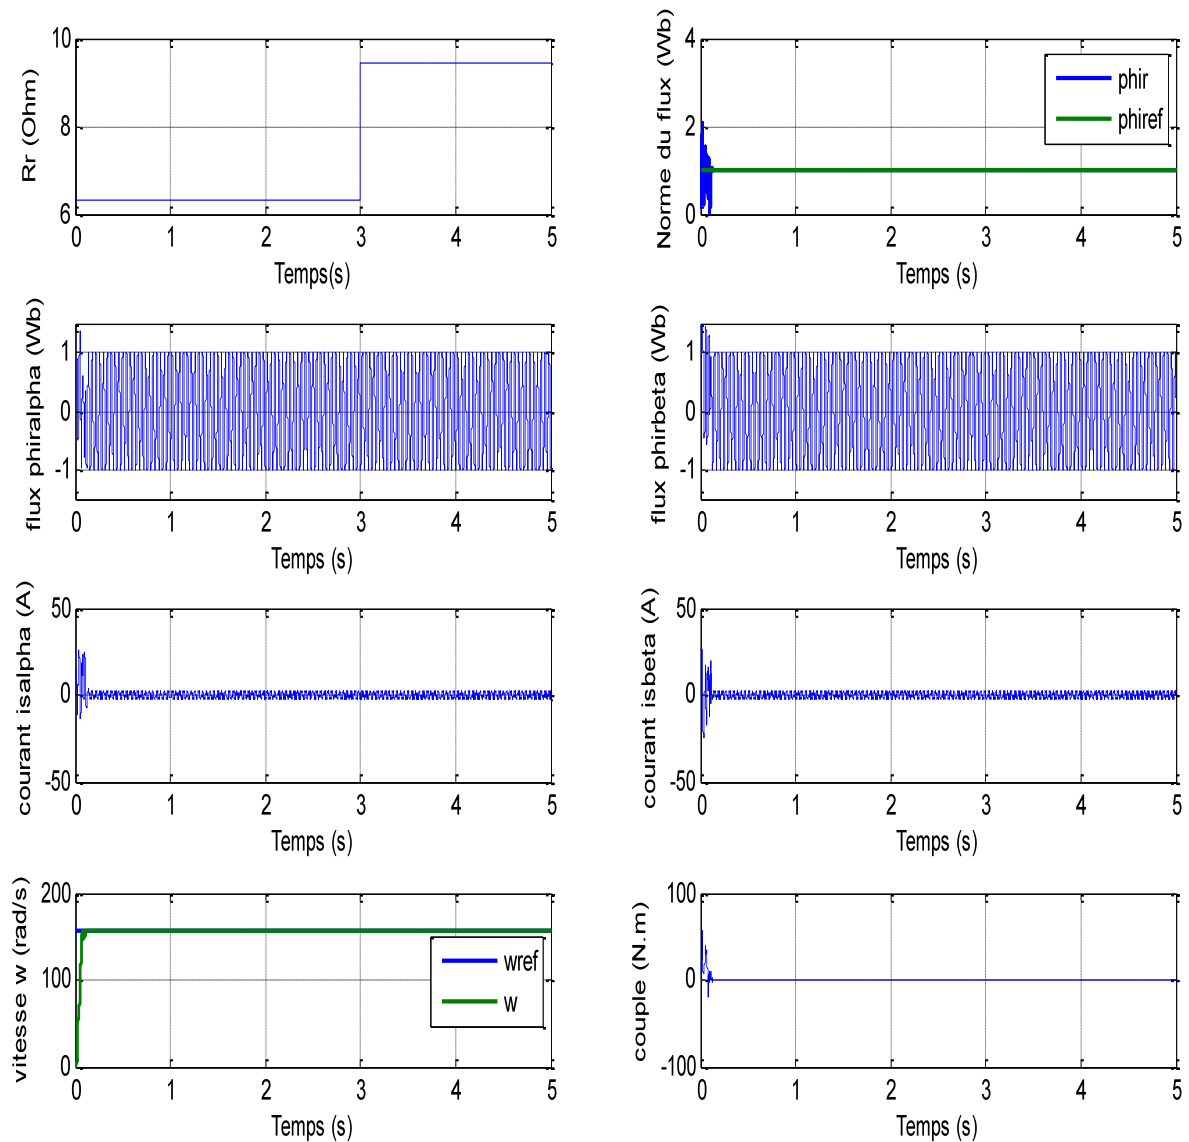 Rr (Ohm)
10
8
6
0 1 2 3 4 5
Temps(s)
Norme du flux (Wb)
4
2
0
phir
phiref
0 1 2 3 4 5
Temps (s)
flux phiralpha (Wb)
1
0
-1
0 1 2 3 4 5
Temps (s)
flux phirbeta (Wb)
1
0
-1
0 1 2 3 4 5
Temps (s)
courant isalpha (A)
50
0
-50
0 1 2 3 4 5
Temps (s)
courant isbeta (A)
50
0
-50
0 1 2 3 4 5
Temps (s)
vitesse w (rad/s)
200
100
0
wref
w
0 1 2 3 4 5
Temps (s)
couple (N.m)
100
0
-100
0 1 2 3 4 5
Temps (s)